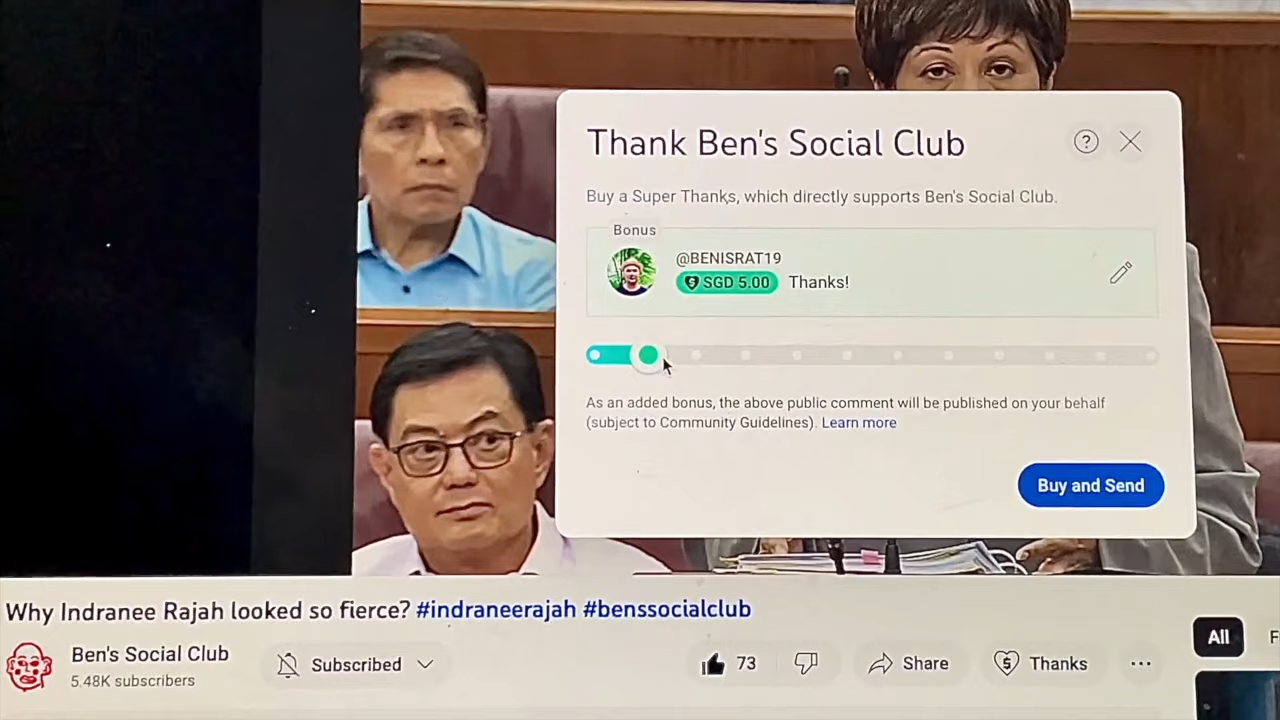 Thank Ben's Social Club
Buy a Super Thanks, which directly supports Ben's Social Club.
Bonus
@BENISRAT19
SGD 5.00 Thanks!
As an added bonus, the above public comment will be published on your behalf
(subject to Community Guidelines). Learn more
Buy and Send
Why Indranee Rajah looked so fierce? #indraneerajah #benssocialclub
Ben's Social Club
5.48K subscribers
Subscribed
73
Share
Thanks
All
F